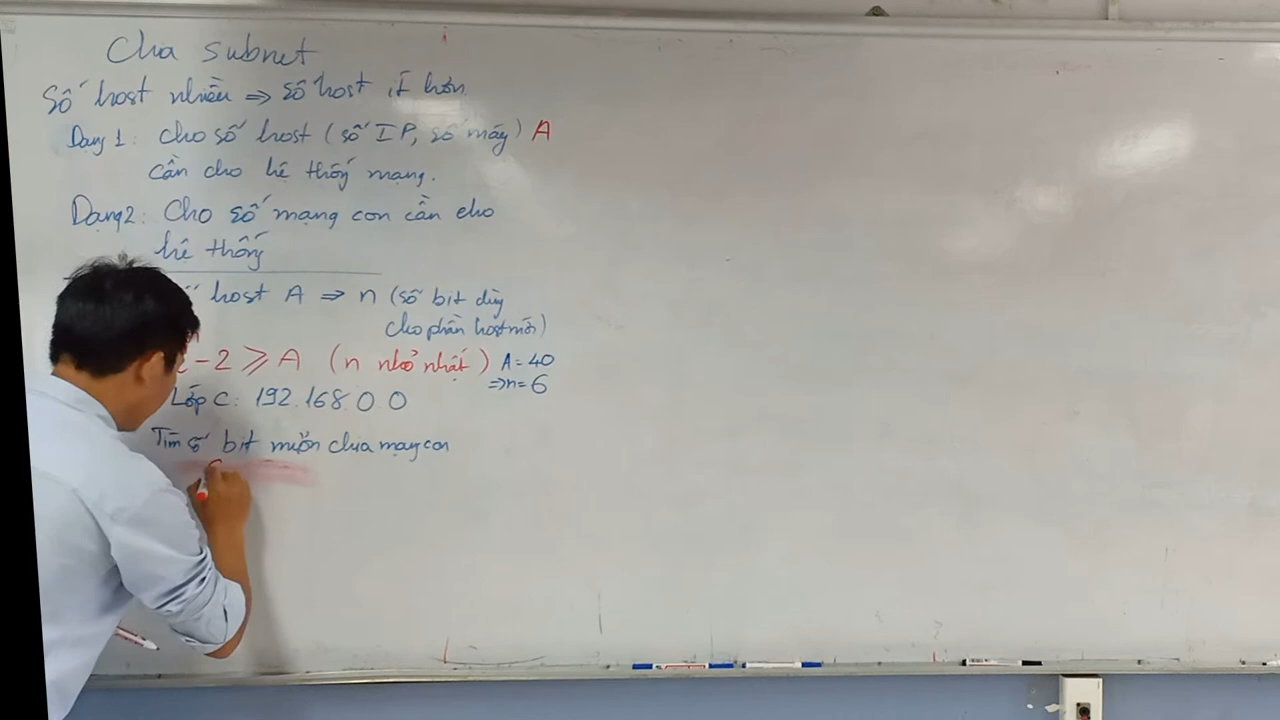 Chia subnet
Số host nhiều => số host ít hơn
Dạng 1: Cho số host (số IP, số máy) A
cần cho hệ thống mạng.
Dạng 2: Cho số mạng con cần cho
hệ thống
host A => n (số bit dùng
cho phần host mới)
-2 ⩾ A (n nhỏ nhất) A=40
=>n=6
Lớp C: 192.168.0.0
Tìm số bit mượn chia mạng con